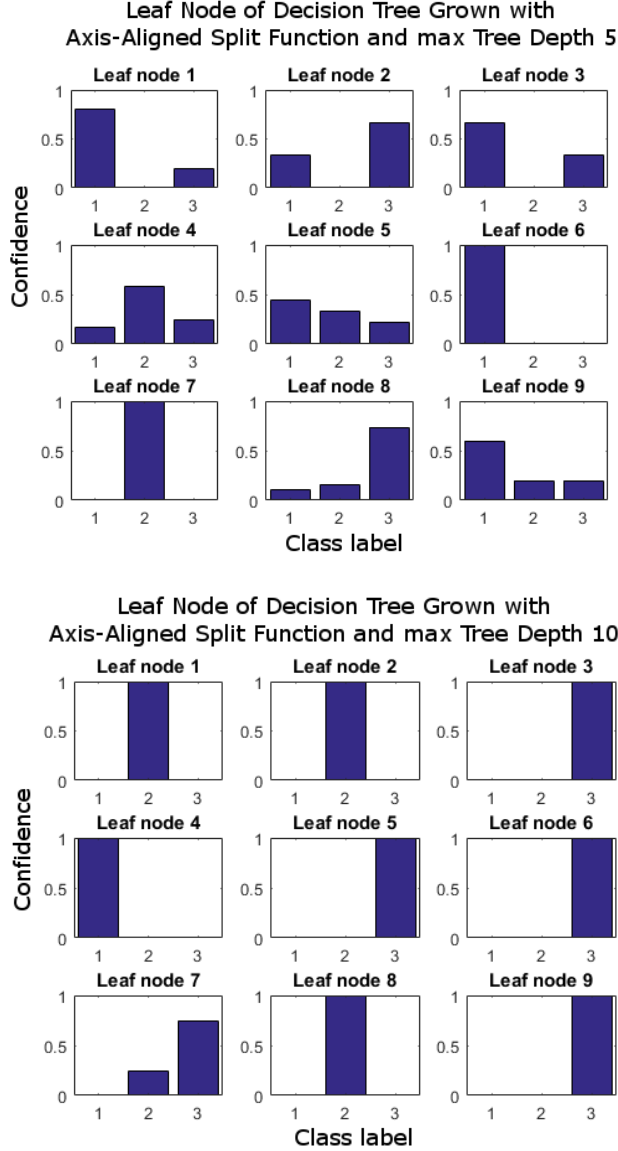 Leaf Node of Decision Tree Grown with
Axis-Aligned Split Function and max Tree Depth 5
Leaf node 1 Leaf node 2 Leaf node 3
1 1 1
0.5 0.5 0.5
0 0 0
1 2 3 1 2 3 1 2 3
Confidence
Leaf node 4 Leaf node 5 Leaf node 6
1 1 1
0.5 0.5 0.5
0 0 0
1 2 3 1 2 3 1 2 3
Leaf node 7 Leaf node 8 Leaf node 9
1 1 1
0.5 0.5 0.5
0 0 0
1 2 3 1 2 3 1 2 3
Class label
Leaf Node of Decision Tree Grown with
Axis-Aligned Split Function and max Tree Depth 10
Leaf node 1 Leaf node 2 Leaf node 3
1 1 1
0.5 0.5 0.5
0 0 0
1 2 3 1 2 3 1 2 3
Confidence
Leaf node 4 Leaf node 5 Leaf node 6
1 1 1
0.5 0.5 0.5
0 0 0
1 2 3 1 2 3 1 2 3
Leaf node 7 Leaf node 8 Leaf node 9
1 1 1
0.5 0.5 0.5
0 0 0
1 2 3 1 2 3 1 2 3
Class label